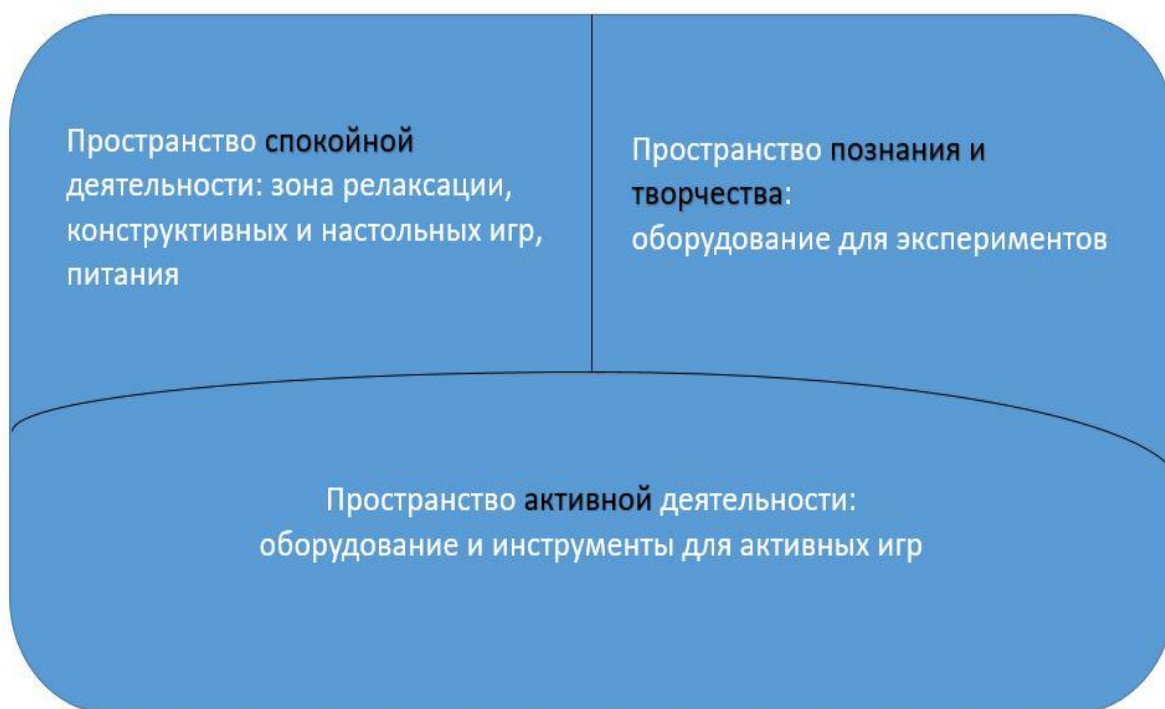 Пространство спокойной
деятельности: зона релаксации,
конструктивных и настольных игр,
питания
Пространство познания и
творчества:
оборудование для экспериментов
Пространство активной деятельности:
оборудование и инструменты для активных игр